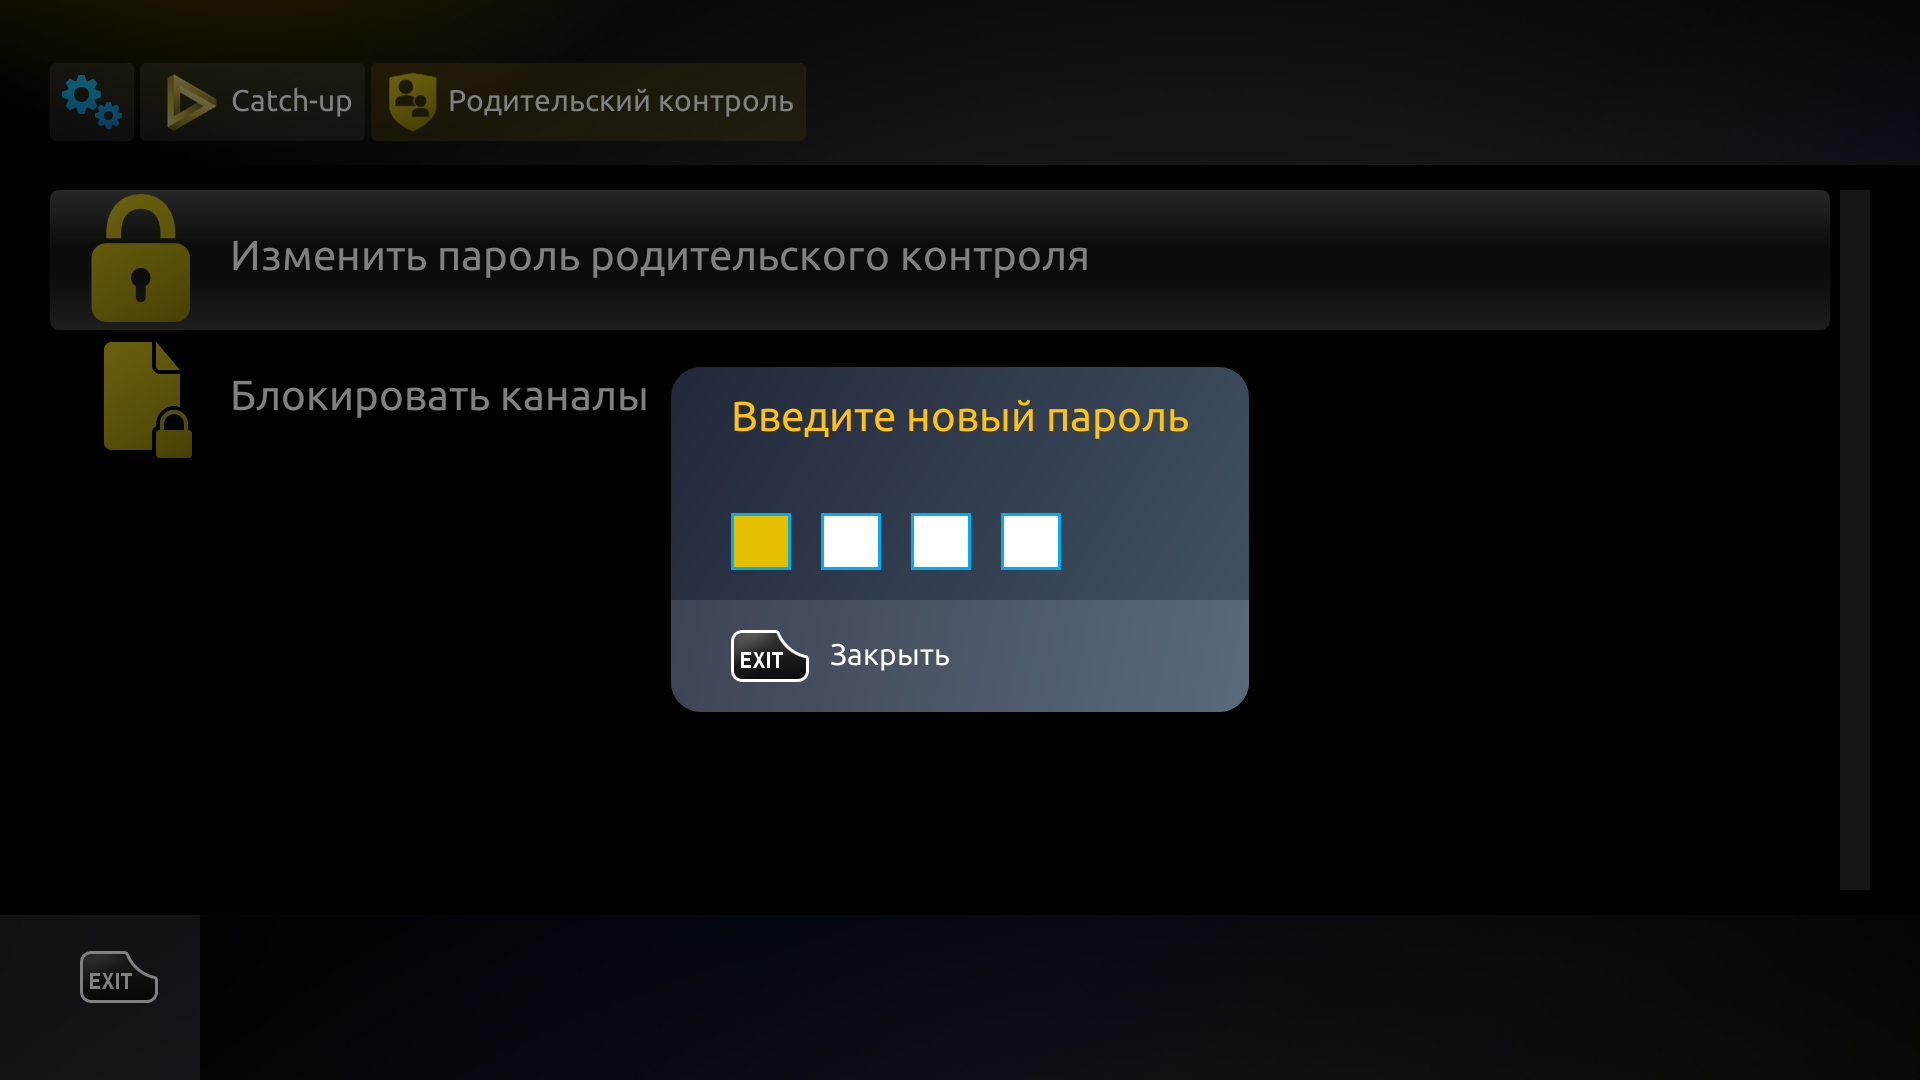 Catch-up
Родительский контроль
Изменить пароль родительского контроля
Блокировать каналы
Введите новый пароль
EXIT Закрыть
EXIT